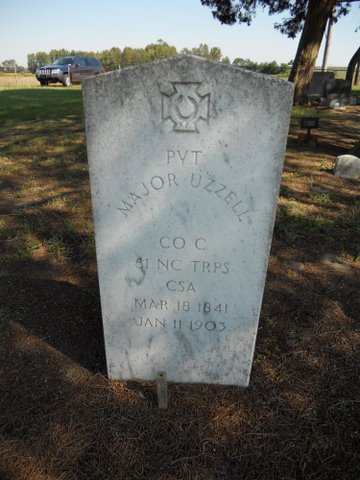 PVT
MAJOR UZZELL
CO C
61 NC TRPS
CSA
MAR 18 1841
JAN 11 1903